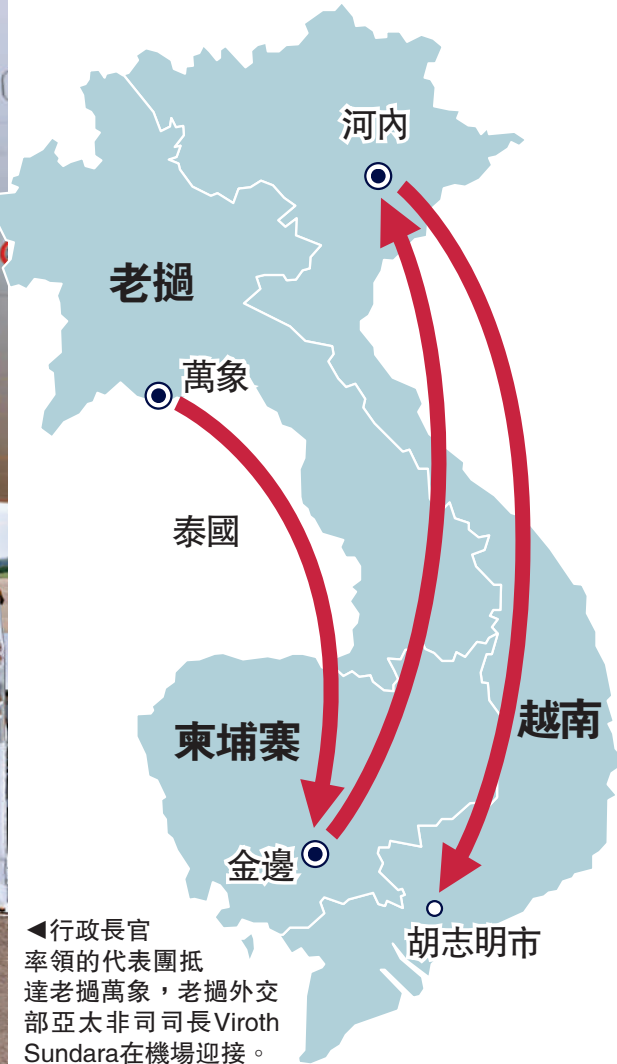 河內
老撾
萬象
泰國
柬埔寨
越南
金邊
胡志明市
◀行政長官
率領的代表團抵
達老撾萬象，老撾外交
部亞太非司司長Viroth
Sundara在機場迎接。